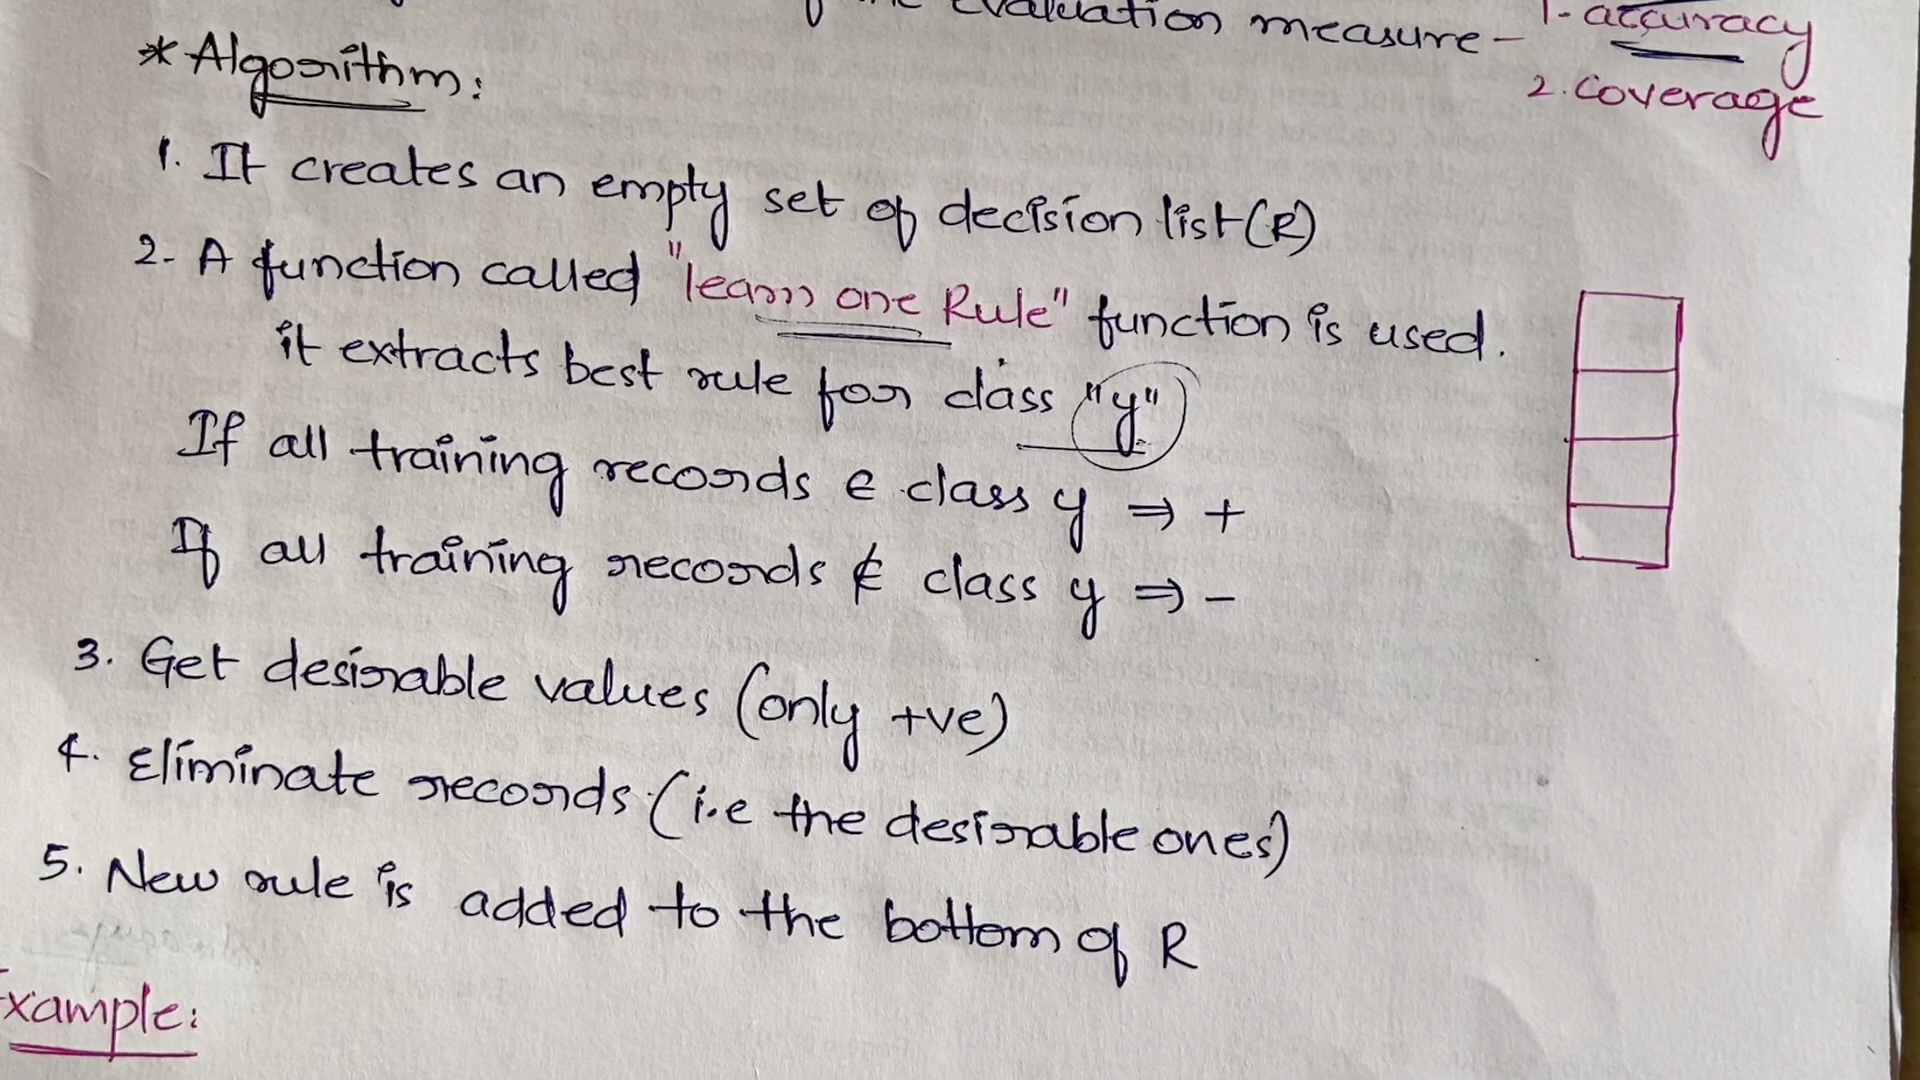 evaluation measure - 1. accuracy
2. coverage
* Algorithm:
1. It creates an empty set of decision list (R)
2. A function called "learn one Rule" function is used.
it extracts best rule for class "y"
If all training records ∈ class y ⇒ +
If all training records ∉ class y ⇒ -
3. Get desirable values (only +ve)
4. Eliminate records (i.e the desirable ones)
5. New rule is added to the bottom of R
xample: